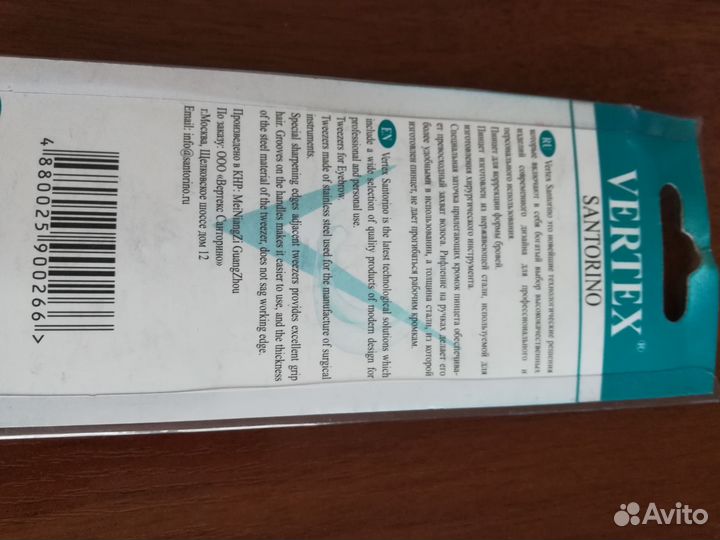 VERTEX®
SANTORINO
RU Vertex Santorino это новейшие технологические решения
которые включают в себя богатый выбор высококачественных
изделий современного дизайна для профессионального и
персонального использования.
Пинцет для коррекции формы бровей.
Пинцет изготовлен из нержавеющей стали, используемой для
изготовления хирургического инструмента.
Специальная заточка прилегающих кромок пинцета обеспечива-
ет превосходный захват волоса. Рифление на ручках делает его
более удобными в использовании, а толщина стали, из которой
изготовлен пинцет, не дает прогибаться рабочим кромкам.
EN Vertex Santorino is the latest technological solutions which
include a wide selection of quality products of modern design for
professional and personal use.
Tweezers for Eyebrow.
Tweezers made of stainless steel used for the manufacture of surgical
instruments.
Special sharpening edges adjacent tweezers provides excellent grip
hair. Grooves on the handles makes it easier to use, and the thickness
of the steel material of the tweezer, does not sag working edge.
Произведено в КНР: MeiNiangZi GuangZhou
По заказу: ООО «Вертекс Санторино»
г.Москва, Щелковское шоссе дом 12
Email: info@santorino.ru
4 880025 900266 >
Avito